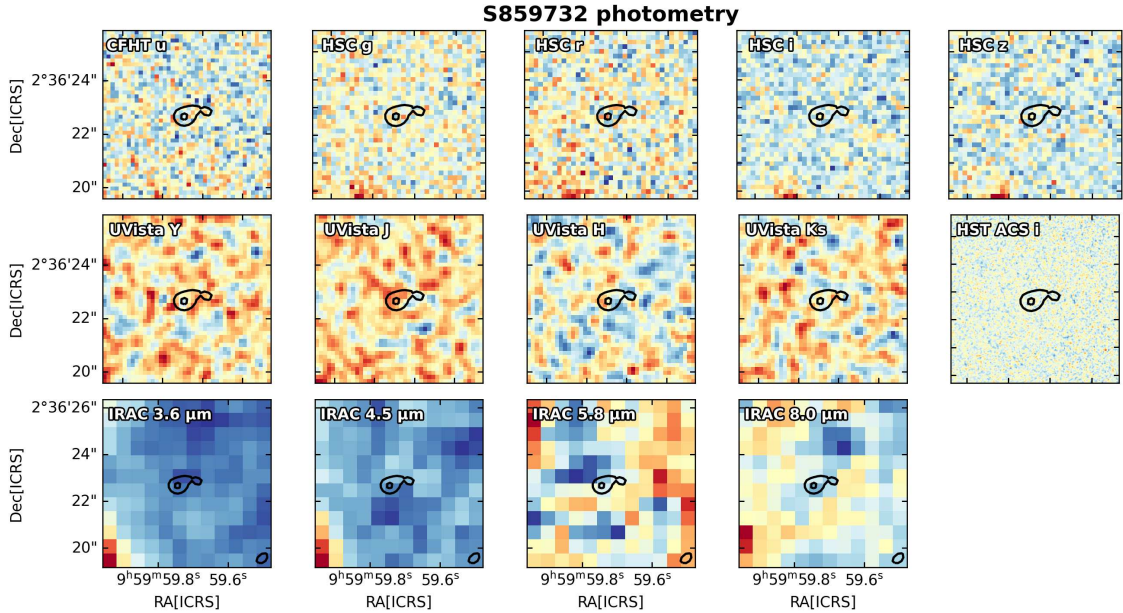 S859732 photometry
CFHT u
HSC g
HSC r
HSC i
HSC z
Dec[ICRS]
2°36'24"
22"
20"
UVista Y
UVista J
UVista H
UVista Ks
HST ACS i
Dec[ICRS]
2°36'24"
22"
20"
IRAC 3.6 μm
IRAC 4.5 μm
IRAC 5.8 μm
IRAC 8.0 μm
Dec[ICRS]
2°36'26"
24"
22"
20"
9ʰ59ᵐ59.8ˢ 59.6ˢ
9ʰ59ᵐ59.8ˢ 59.6ˢ
9ʰ59ᵐ59.8ˢ 59.6ˢ
9ʰ59ᵐ59.8ˢ 59.6ˢ
RA[ICRS]
RA[ICRS]
RA[ICRS]
RA[ICRS]